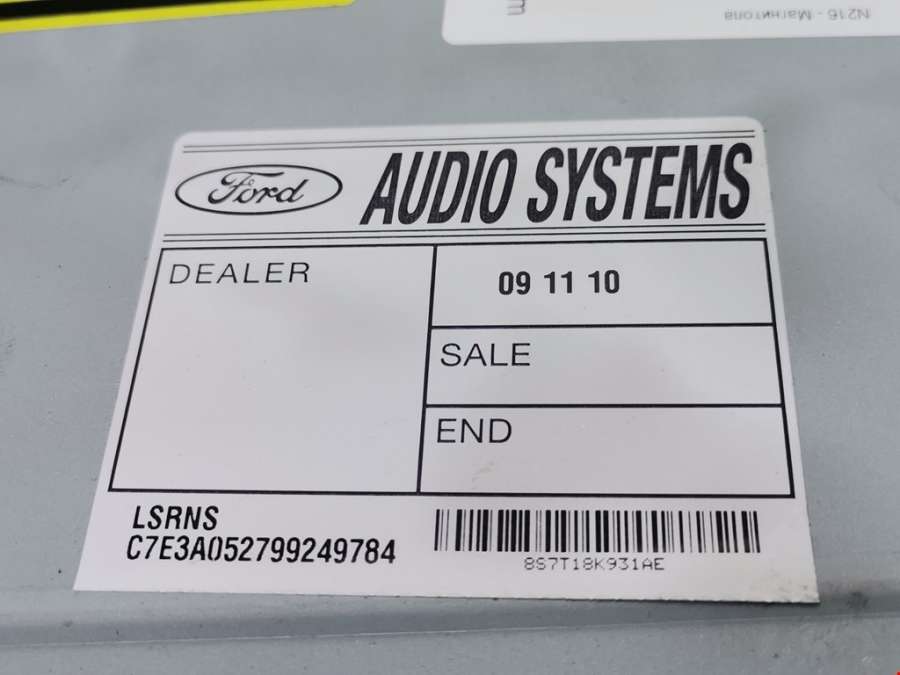 N216 - Магнитола
m
Ford AUDIO SYSTEMS
DEALER
09 11 10
SALE
END
LSRNS
C7E3A052799249784
8S7T18K931AE